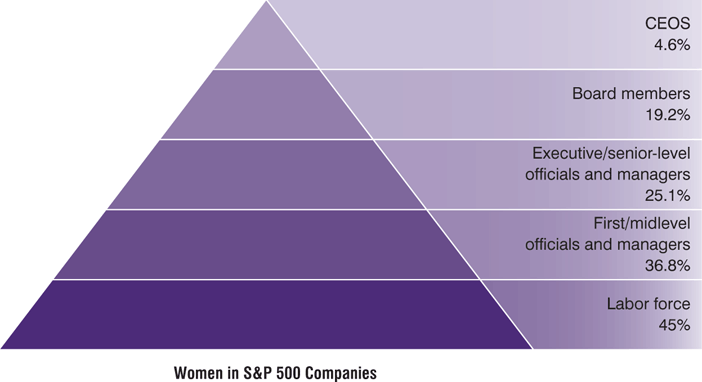 CEOS
4.6%
Board members
19.2%
Executive/senior-level
officials and managers
25.1%
First/midlevel
officials and managers
36.8%
Labor force
45%
Women in S&P 500 Companies